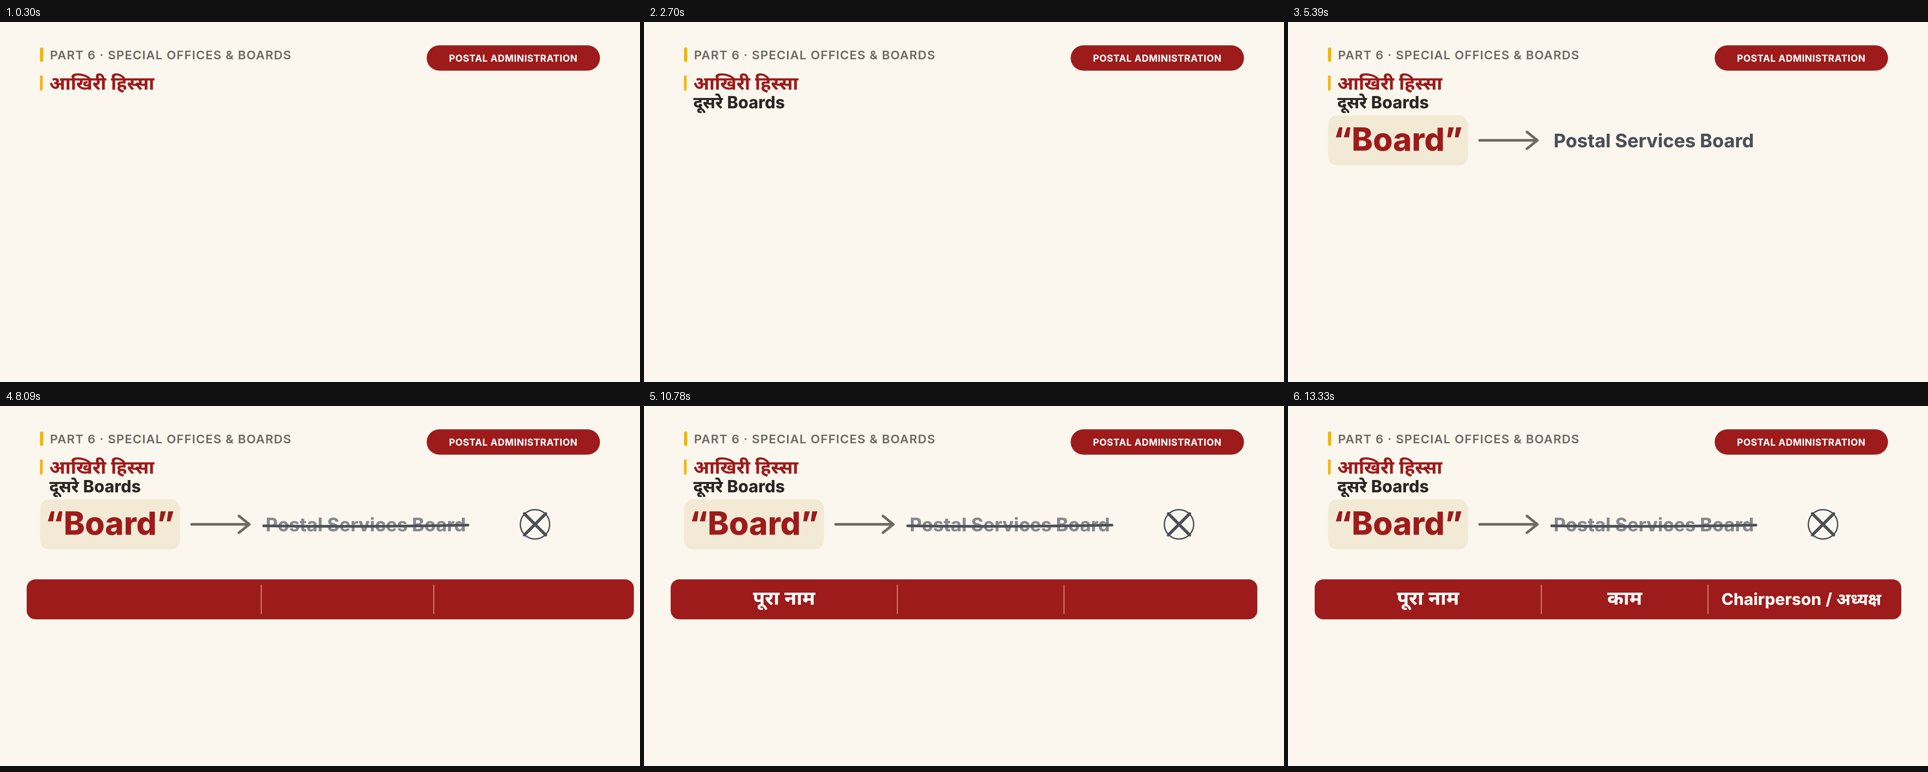 1. 0.30s
PART 6 · SPECIAL OFFICES & BOARDS
POSTAL ADMINISTRATION
आखिरी हिस्सा
2. 2.70s
PART 6 · SPECIAL OFFICES & BOARDS
POSTAL ADMINISTRATION
आखिरी हिस्सा
दूसरे Boards
3. 5.39s
PART 6 · SPECIAL OFFICES & BOARDS
POSTAL ADMINISTRATION
आखिरी हिस्सा
दूसरे Boards
“Board” → Postal Services Board
4. 8.09s
PART 6 · SPECIAL OFFICES & BOARDS
POSTAL ADMINISTRATION
आखिरी हिस्सा
दूसरे Boards
“Board” → Postal Services Board
5. 10.78s
PART 6 · SPECIAL OFFICES & BOARDS
POSTAL ADMINISTRATION
आखिरी हिस्सा
दूसरे Boards
“Board” → Postal Services Board
पूरा नाम
6. 13.33s
PART 6 · SPECIAL OFFICES & BOARDS
POSTAL ADMINISTRATION
आखिरी हिस्सा
दूसरे Boards
“Board” → Postal Services Board
पूरा नाम काम Chairperson / अध्यक्ष